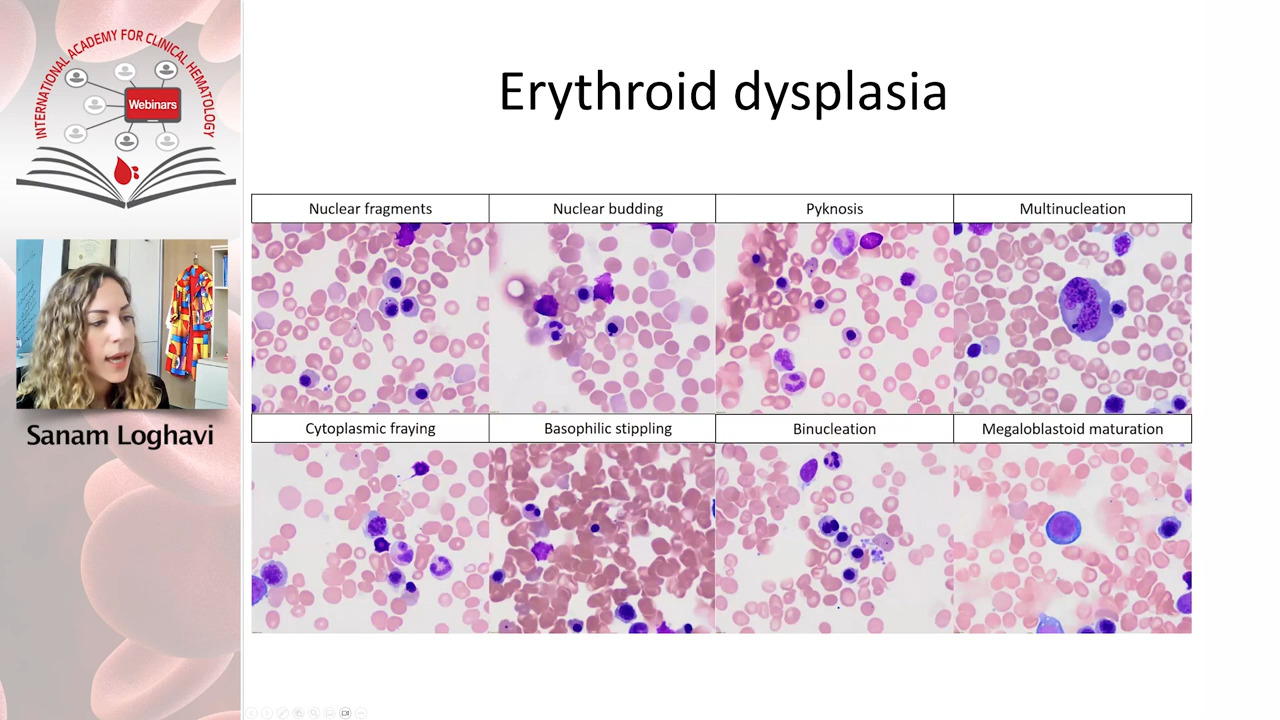 INTERNATIONAL ACADEMY FOR CLINICAL HEMATOLOGY
Webinars
Sanam Loghavi
Erythroid dysplasia
Nuclear fragments
Nuclear budding
Pyknosis
Multinucleation
Cytoplasmic fraying
Basophilic stippling
Binucleation
Megaloblastoid maturation